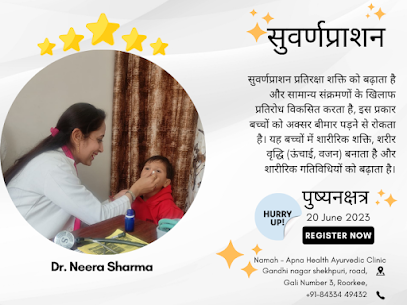 सुवर्णप्राशन
सुवर्णप्राशन प्रतिरक्षा शक्ति को बढ़ाता है
और सामान्य संक्रमणों के खिलाफ
प्रतिरोध विकसित करता है, इस प्रकार
बच्चों को अक्सर बीमार पड़ने से रोकता
है। यह बच्चों में शारीरिक शक्ति, शरीर
वृद्धि (ऊंचाई, वजन) बनाता है और
शारीरिक गतिविधियों को बढ़ाता है।
पुष्यनक्षत्र
HURRY
UP!
20 June 2023
REGISTER NOW
Dr. Neera Sharma
Namah - Apna Health Ayurvedic Clinic
Gandhi nagar shekhpuri, road,
Gali Number 3, Roorkee,
+91-84334 49432